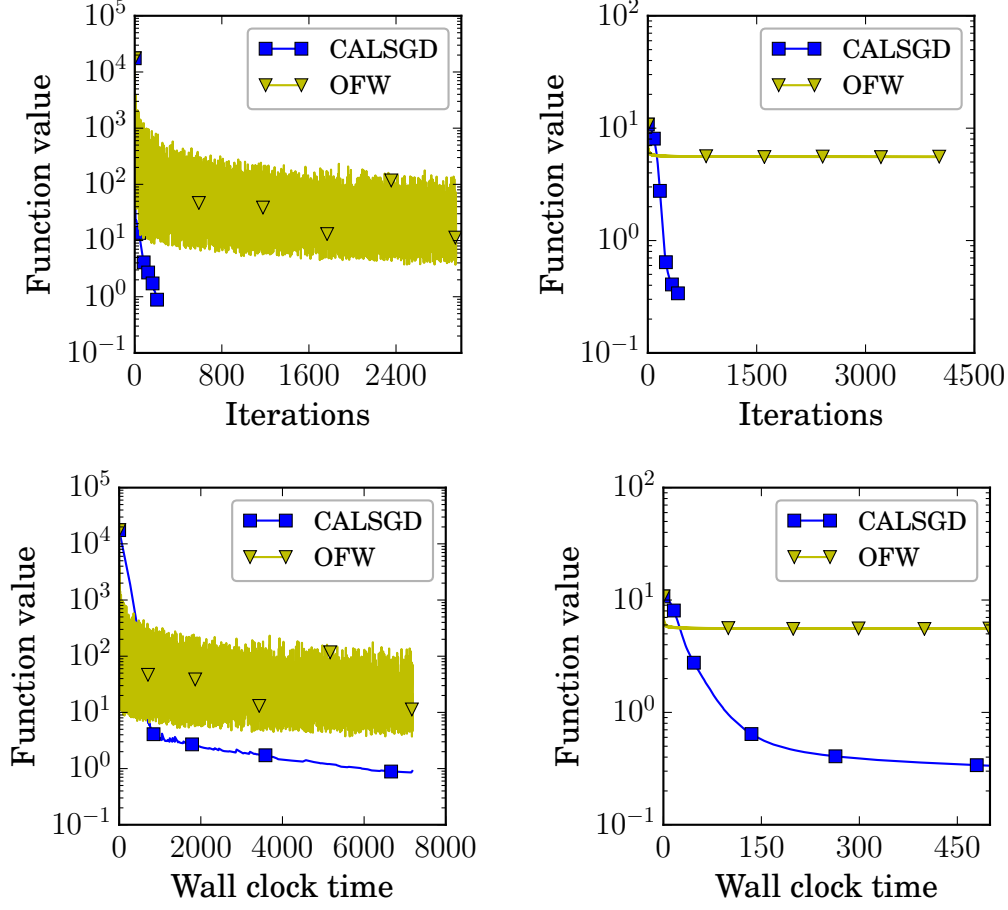 10^5
10^4
10^3
10^2
10^1
10^0
10^−1
Function value
CALSGD
OFW
0
800
1600
2400
Iterations
10^2
10^1
10^0
10^−1
Function value
CALSGD
OFW
0
1500
3000
4500
Iterations
10^5
10^4
10^3
10^2
10^1
10^0
10^−1
Function value
CALSGD
OFW
0
2000
4000
6000
8000
Wall clock time
10^2
10^1
10^0
10^−1
Function value
CALSGD
OFW
0
150
300
450
Wall clock time